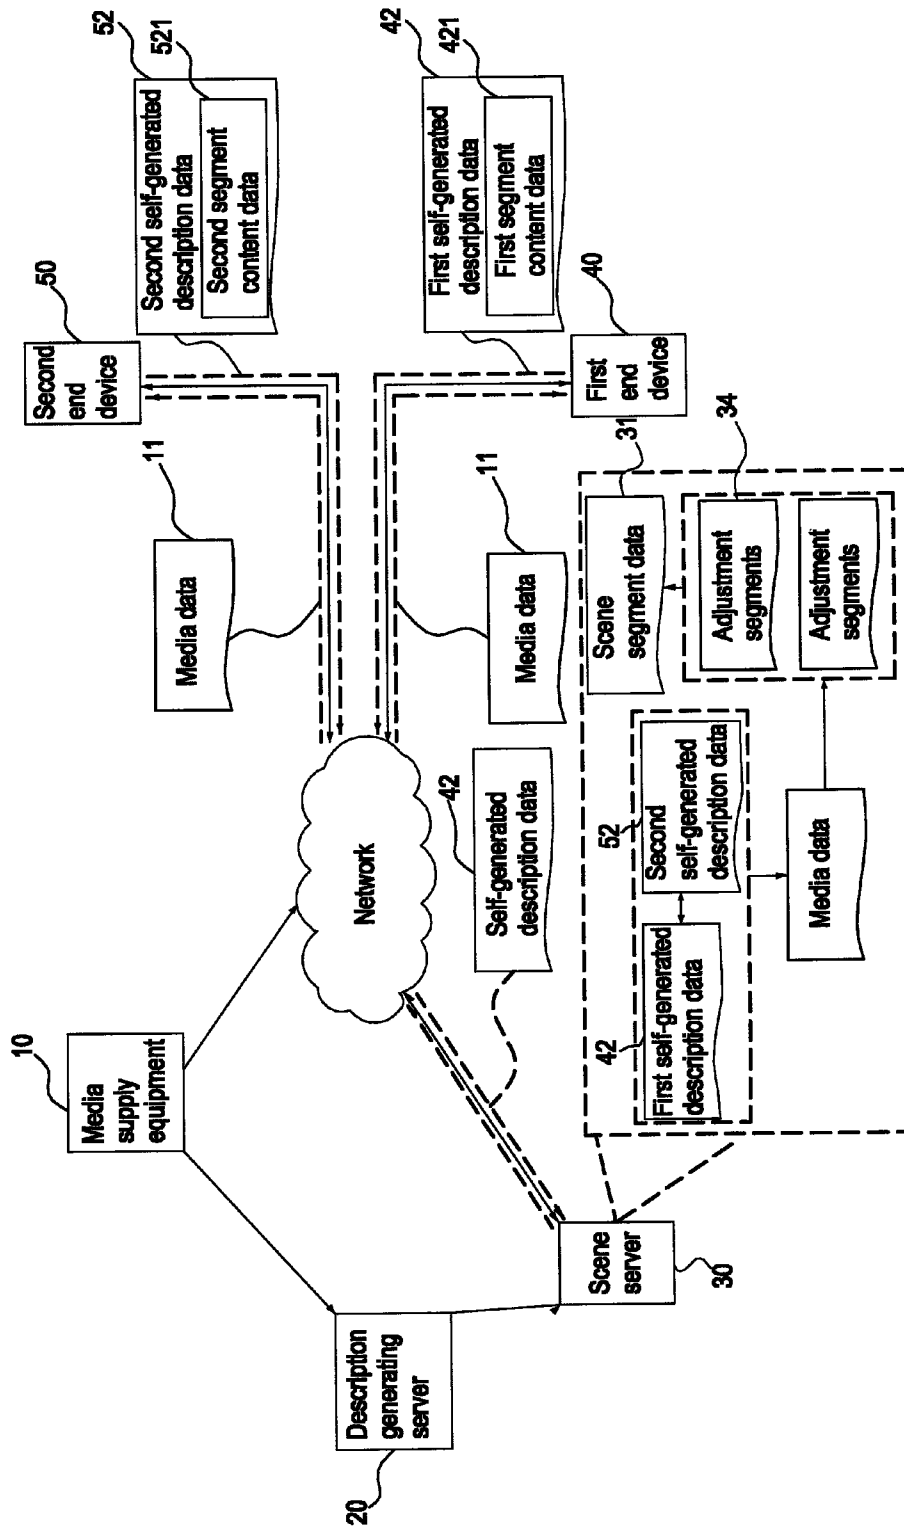 10
Media
supply
equipment
20
Description
generating
server
Network
30
Scene
server
11
Media data
50
Second
end
device
52
Second self-generated
description data
521
Second segment
content data
42
First self-generated
description data
421
First segment
content data
11
Media data
40
First
end
device
42
Self-generated
description data
42
First self-generated
description data
52
Second
self-generated
description data
Media data
31
Scene
segment data
34
Adjustment
segments
Adjustment
segments